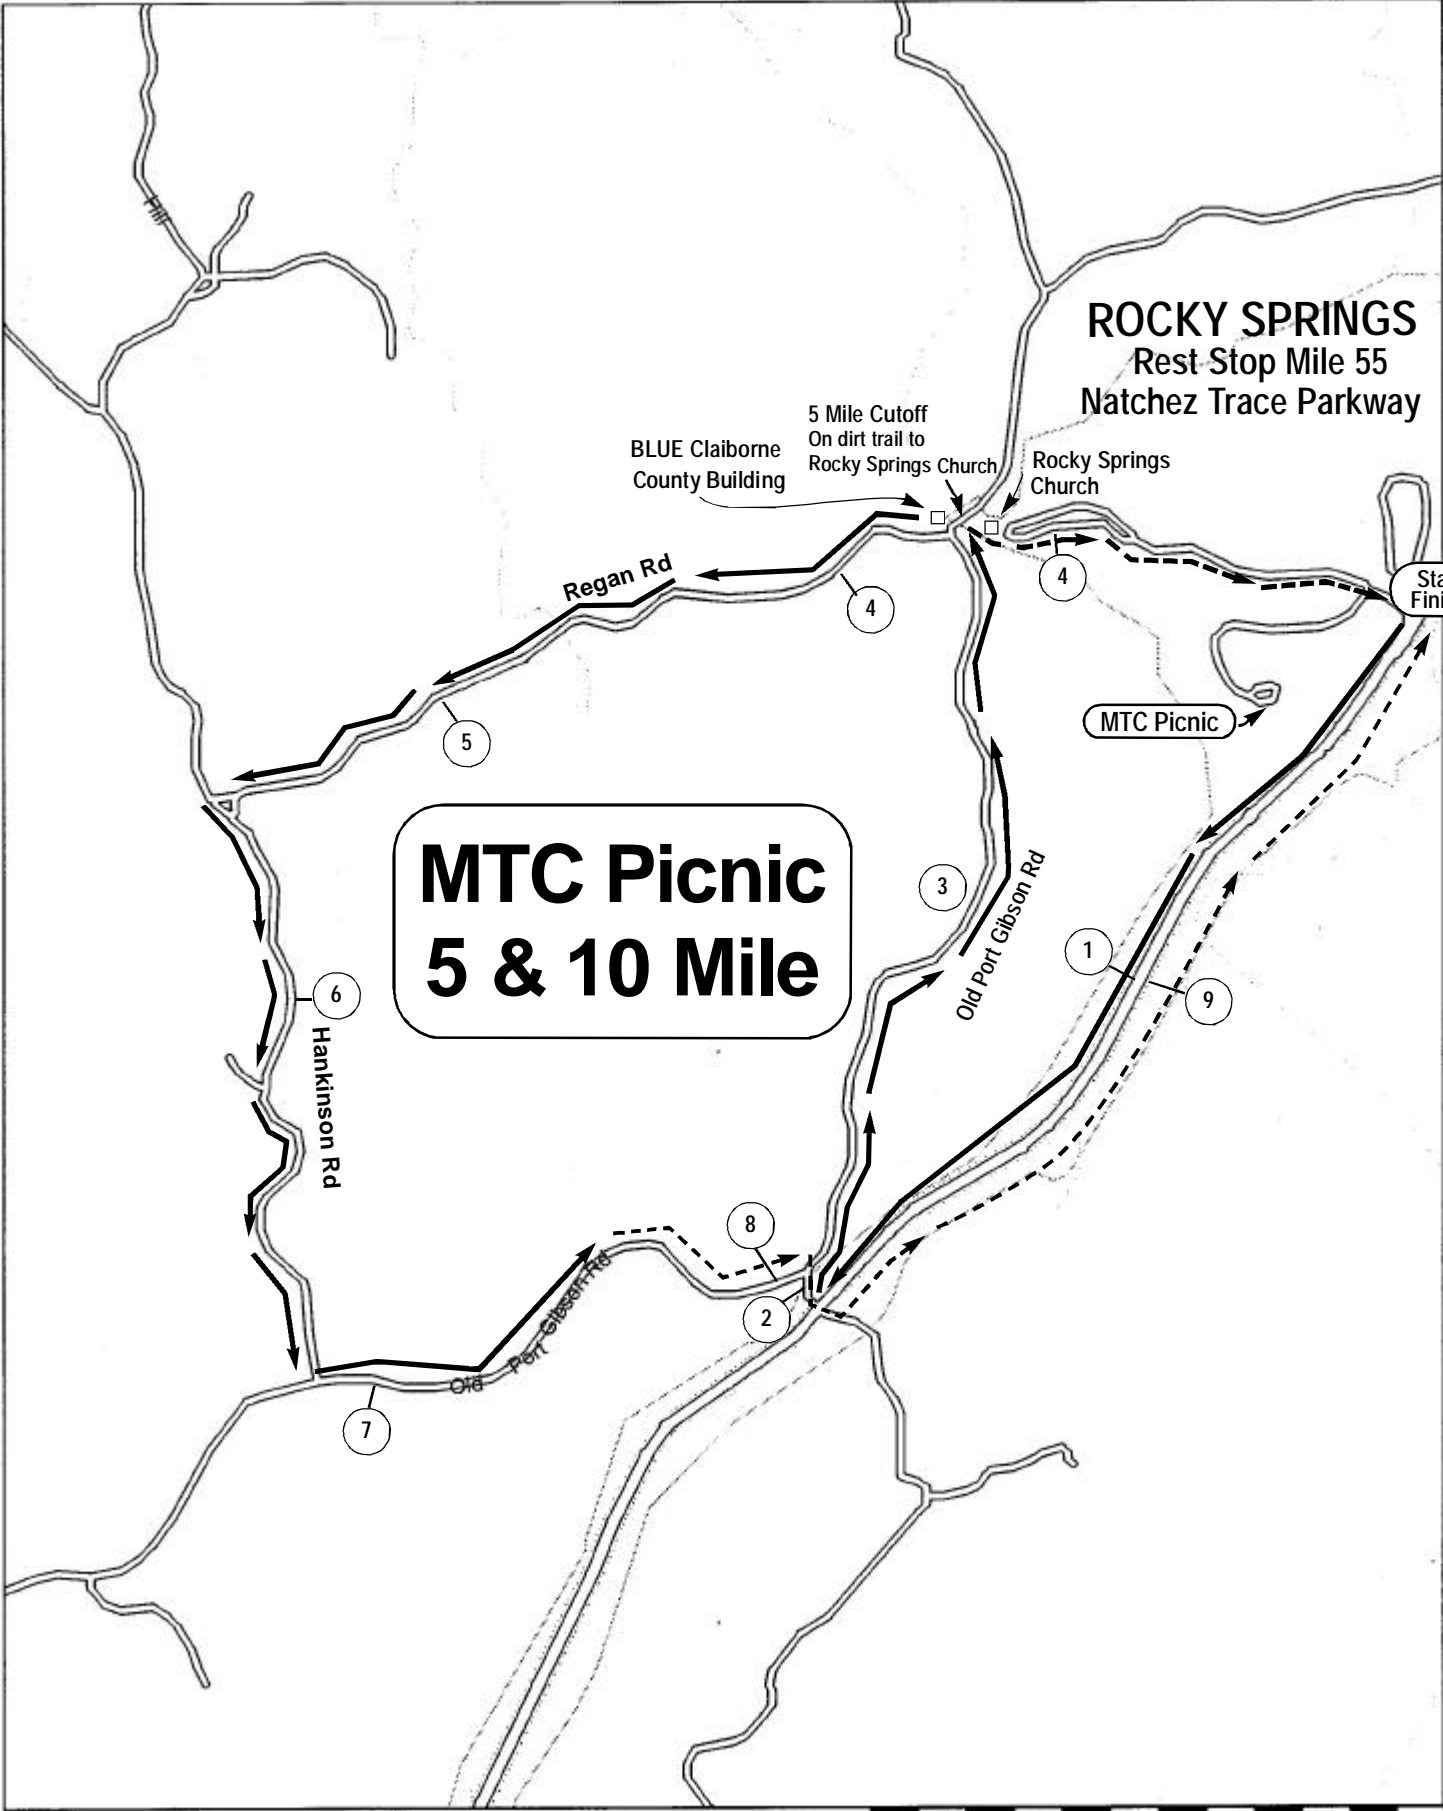 Hill
ROCKY SPRINGS
Rest Stop Mile 55
Natchez Trace Parkway
5 Mile Cutoff
On dirt trail to
Rocky Springs Church
BLUE Claiborne
County Building
Rocky Springs
Church
Regan Rd
4
4
Sta
Fini
MTC Picnic
5
MTC Picnic
5 & 10 Mile
3
Old Port Gibson Rd
1
9
6
Hankinson Rd
8
2
Old Port Gibson Rd
7